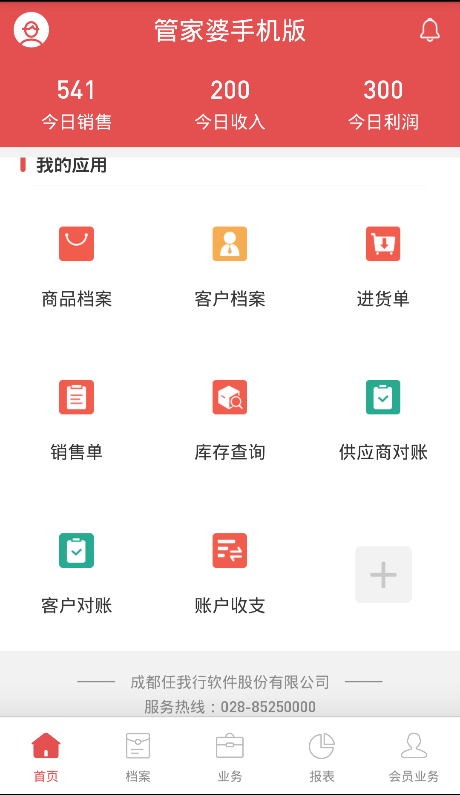 管家婆手机版
541 200 300
今日销售 今日收入 今日利润
我的应用
商品档案 客户档案 进货单
销售单 库存查询 供应商对账
客户对账 账户收支
成都任我行软件股份有限公司
服务热线：028-85250000
首页 档案 业务 报表 会员业务